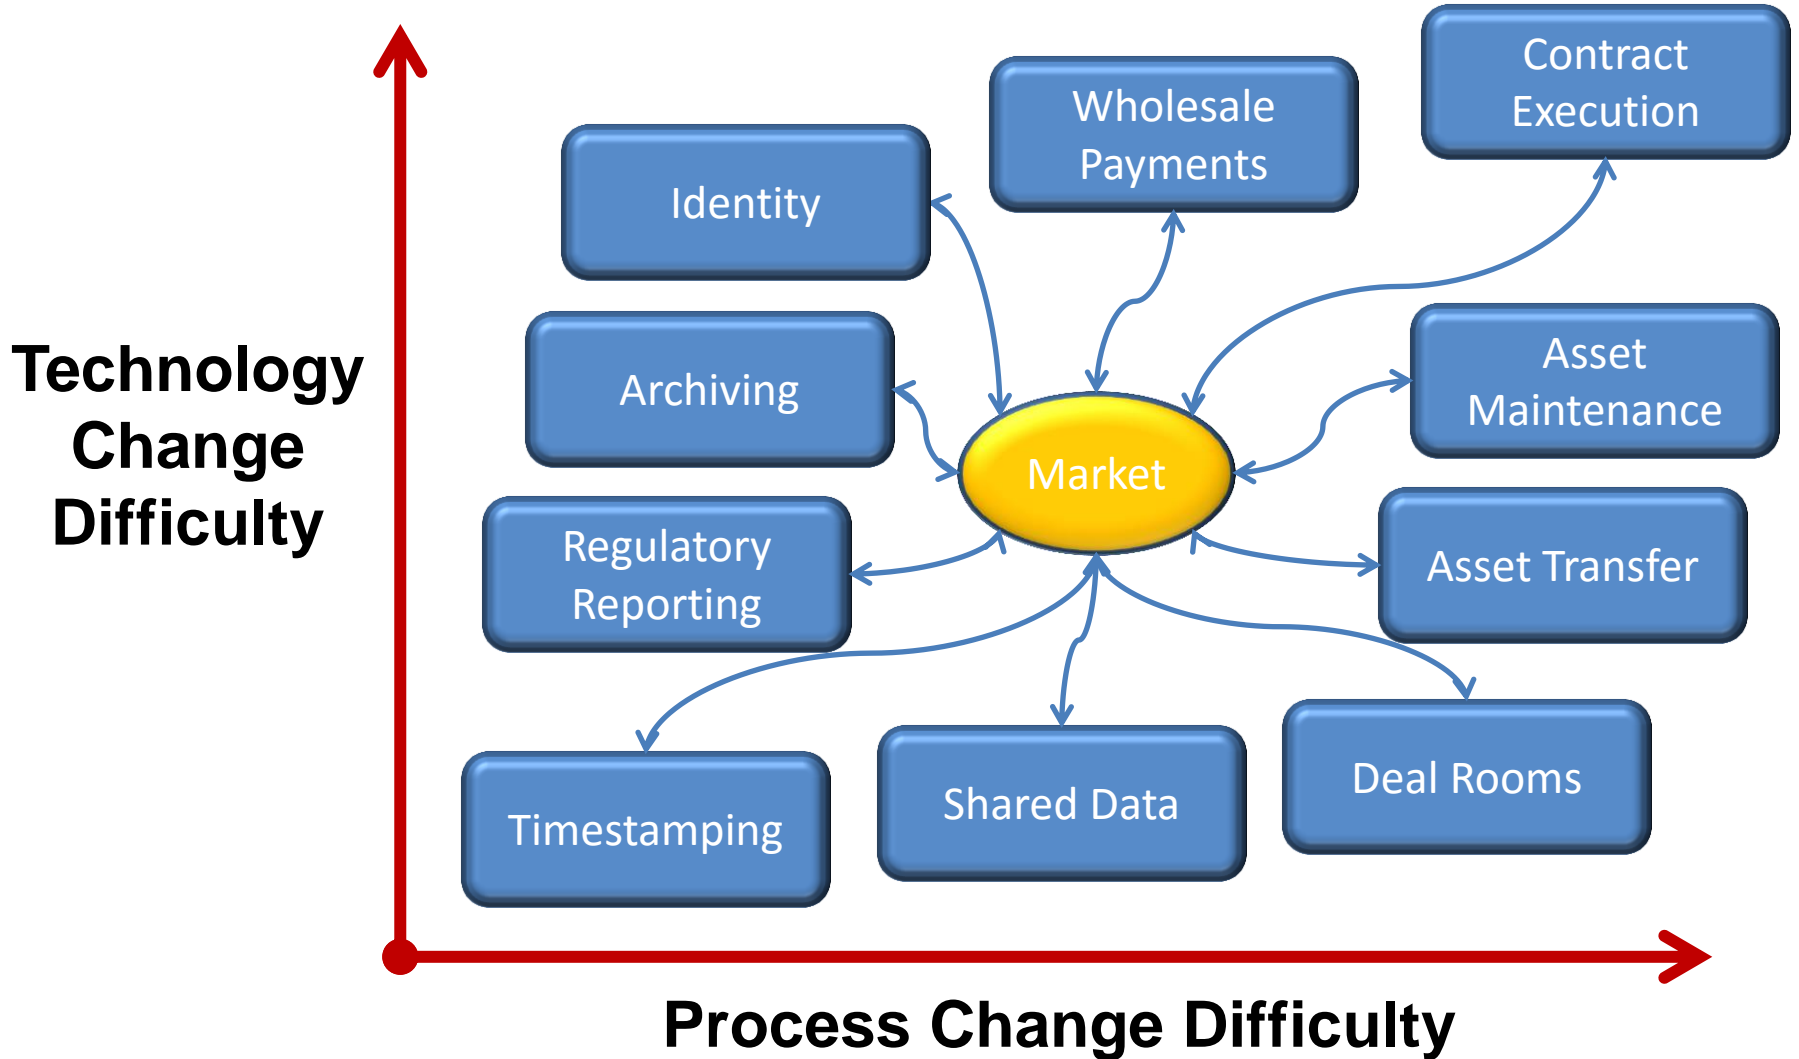 Contract
Execution
Wholesale
Payments
Identity
Technology
Change
Difficulty
Archiving
Asset
Maintenance
Market
Regulatory
Reporting
Asset Transfer
Timestamping
Shared Data
Deal Rooms
Process Change Difficulty